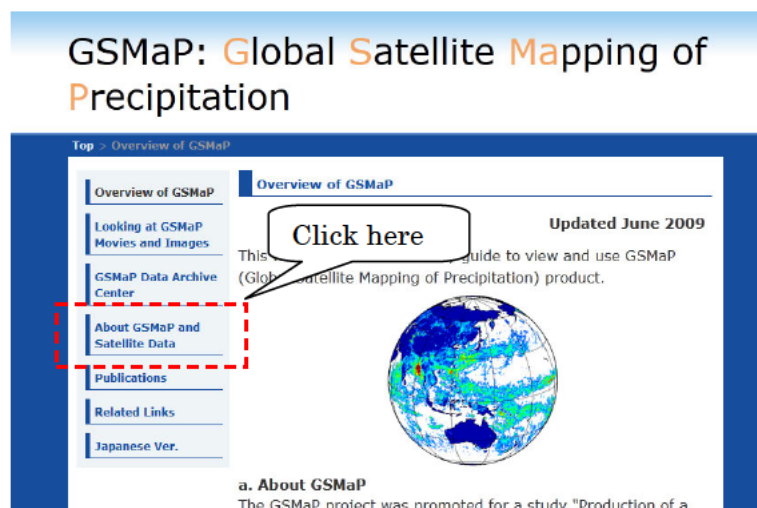 GSMaP: Global Satellite Mapping of
Precipitation
Top > Overview of GSMaP
Overview of GSMaP
Looking at GSMaP
Movies and Images
GSMaP Data Archive
Center
About GSMaP and
Satellite Data
Publications
Related Links
Japanese Ver.
Overview of GSMaP
Click here
Updated June 2009
guide to view and use GSMaP
Satellite Mapping of Precipitation) product.
a. About GSMaP
The GSMaP project was promoted for a study "Production of a